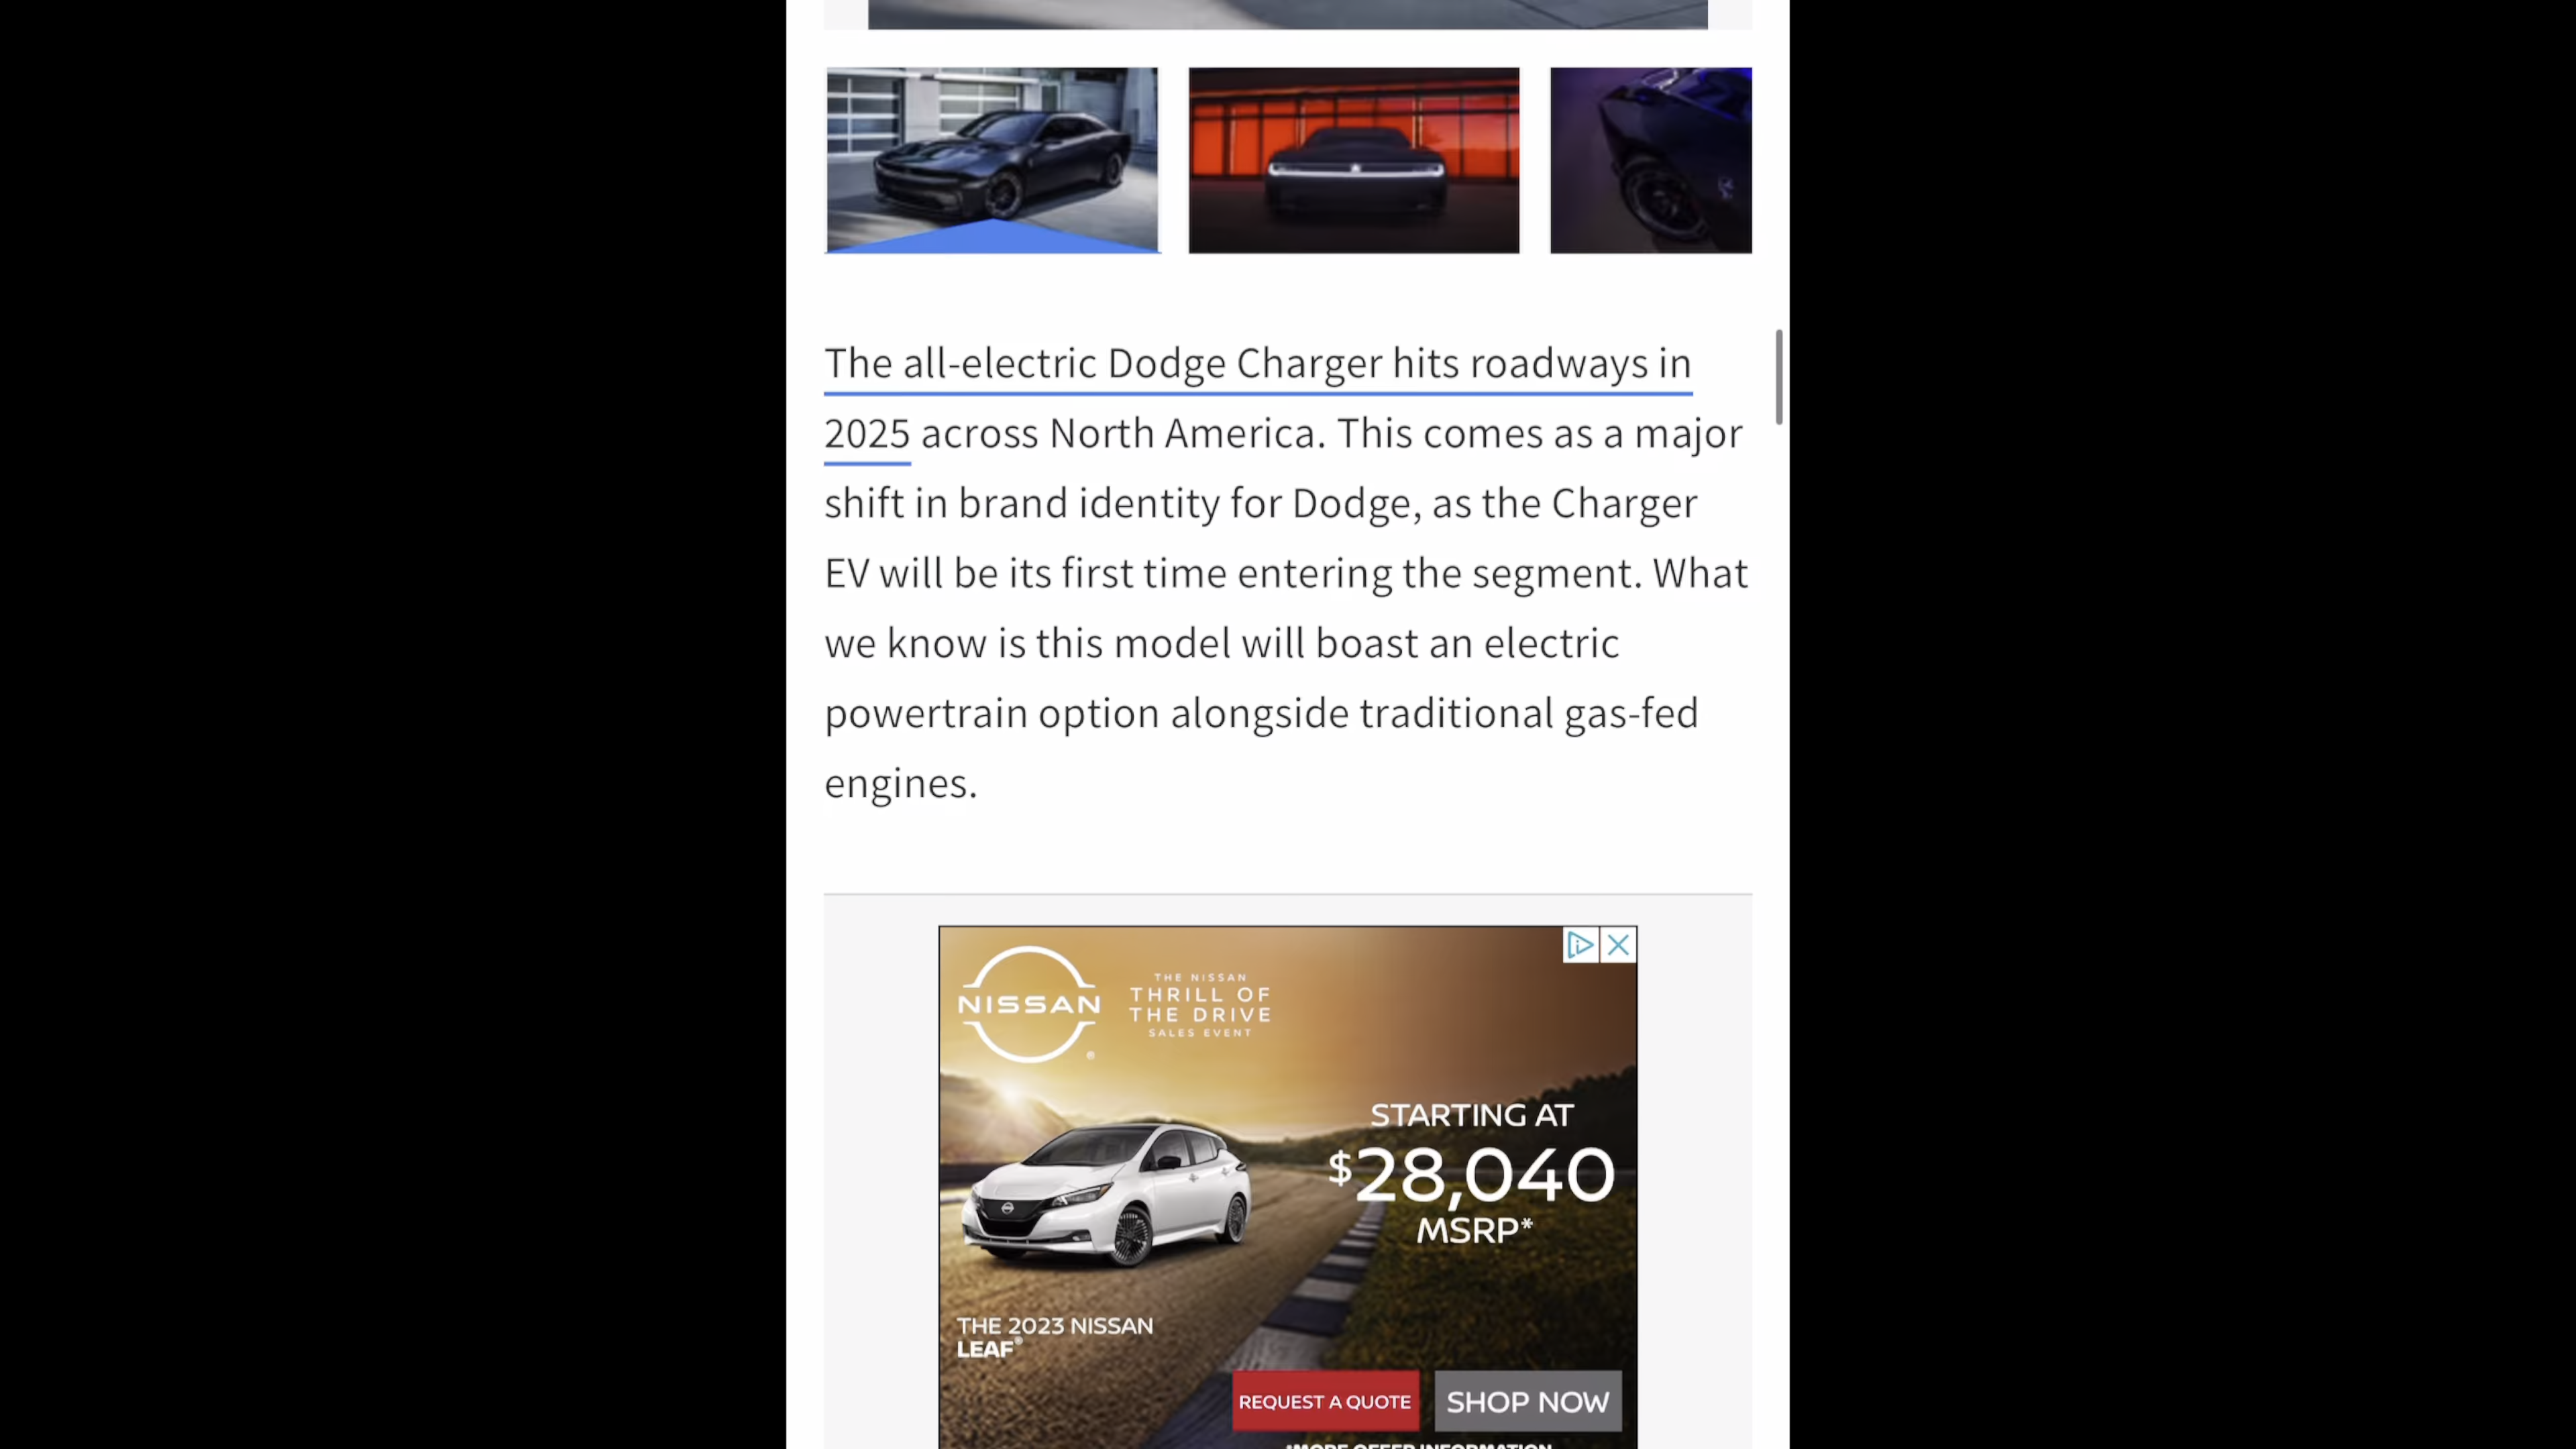 The all-electric Dodge Charger hits roadways in
2025 across North America. This comes as a major
shift in brand identity for Dodge, as the Charger
EV will be its first time entering the segment. What
we know is this model will boast an electric
powertrain option alongside traditional gas-fed
engines.
NISSAN
®
THE NISSAN
THRILL OF
THE DRIVE
SALES EVENT
STARTING AT
$28,040
MSRP*
THE 2023 NISSAN
LEAF®
REQUEST A QUOTE
SHOP NOW
*MORE OFFER INFORMATION